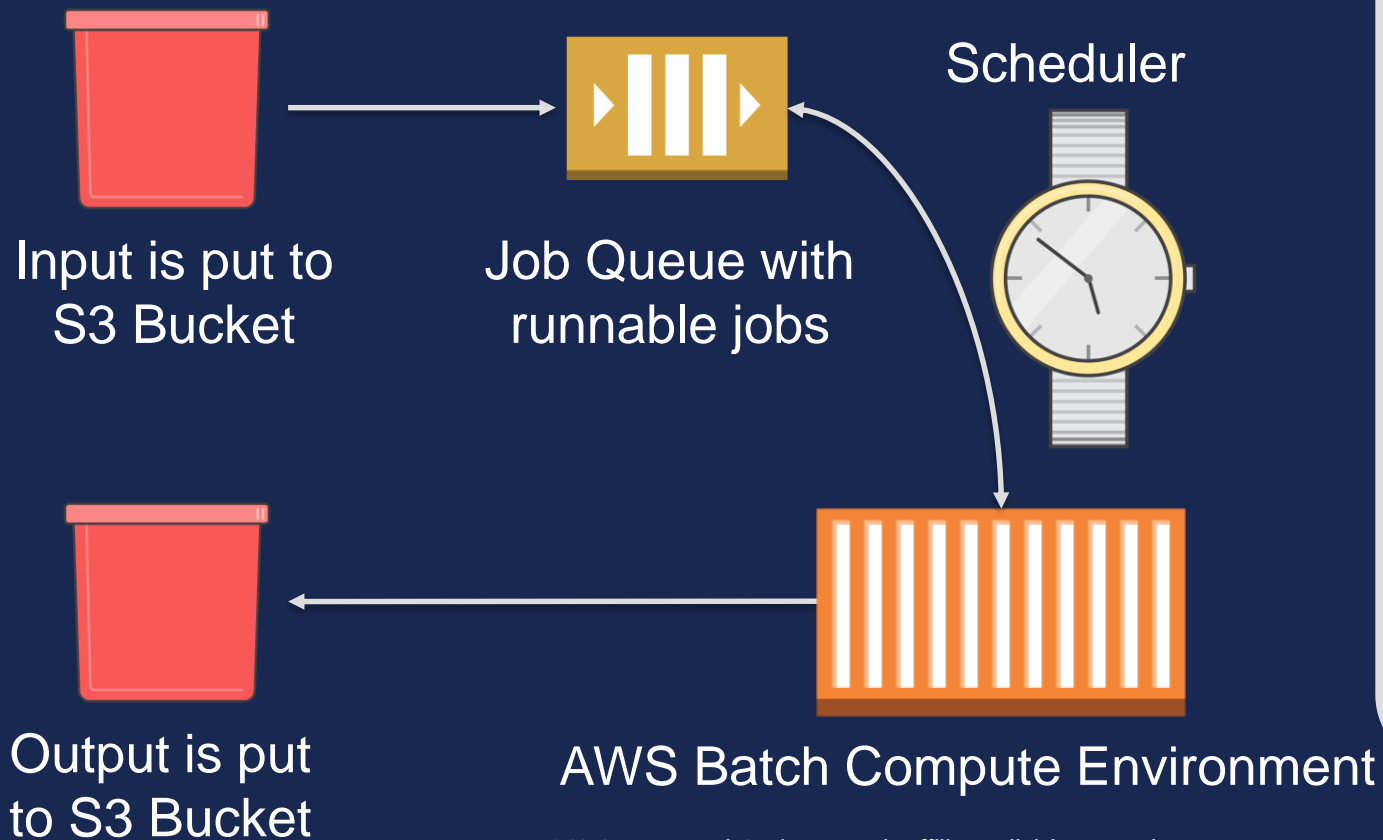 Scheduler
Input is put to
S3 Bucket
Job Queue with
runnable jobs
Output is put
to S3 Bucket
AWS Batch Compute Environment